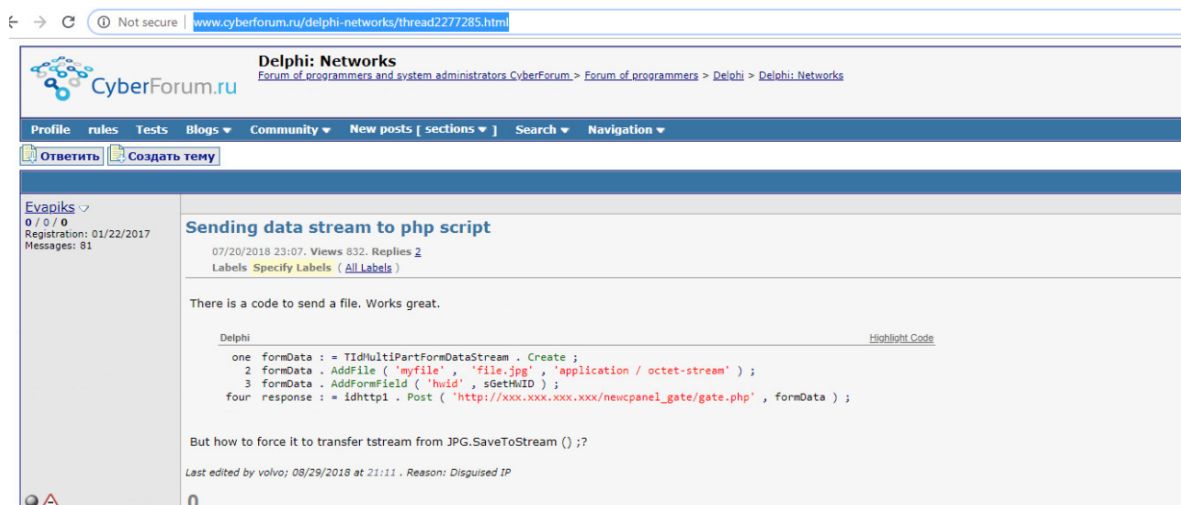 Not secure | www.cyberforum.ru/delphi-networks/thread2277285.html
CyberForum.ru
Delphi: Networks
Forum of programmers and system administrators CyberForum > Forum of programmers > Delphi > Delphi: Networks
Profile rules Tests Blogs Community New posts [ sections ] Search Navigation
Ответить Создать тему
Evapiks
0 / 0 / 0
Registration: 01/22/2017
Messages: 81
Sending data stream to php script
07/20/2018 23:07. Views 832. Replies 2
Labels Specify Labels ( All Labels )
There is a code to send a file. Works great.
Delphi Highlight Code
one formData : = TIdMultiPartFormDataStream . Create ;
2 formData . AddFile ( 'myfile' , 'file.jpg' , 'application / octet-stream' ) ;
3 formData . AddFormField ( 'hwid' , sGetHWID ) ;
four response : = idhttp1 . Post ( 'http://xxx.xxx.xxx.xxx/newcpanel_gate/gate.php' , formData ) ;
But how to force it to transfer tstream from JPG.SaveToStream () ;?
Last edited by volvo; 08/29/2018 at 21:11 . Reason: Disguised IP
0